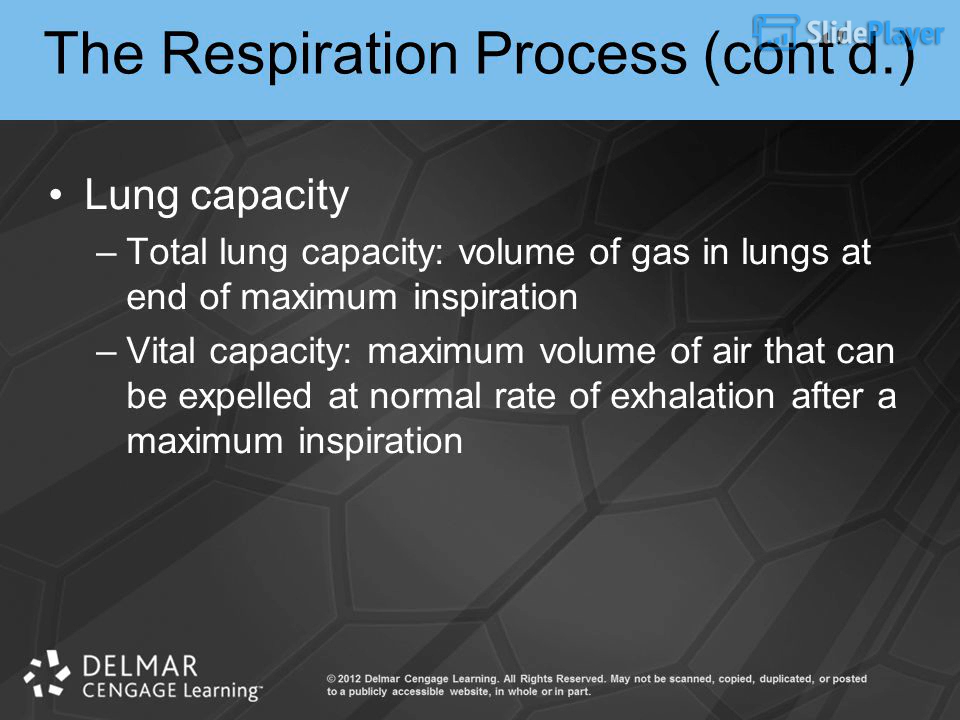 The Respiration Process (cont'd.)
SlidePlayer
• Lung capacity
– Total lung capacity: volume of gas in lungs at
end of maximum inspiration
– Vital capacity: maximum volume of air that can
be expelled at normal rate of exhalation after a
maximum inspiration
DELMAR
CENGAGE Learning™
© 2012 Delmar Cengage Learning. All Rights Reserved. May not be scanned, copied, duplicated, or posted
to a publicly accessible website, in whole or in part.